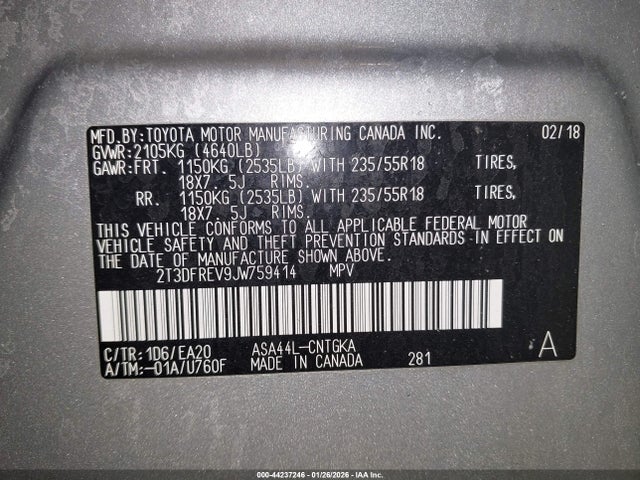 MFD.BY:TOYOTA MOTOR MANUFACTURING CANADA INC. 02/18
GVWR:2105KG (4640LB)
GAWR:FRT. 1150KG (2535LB) WITH 235/55R18 TIRES,
18X7. 5J RIMS.
RR. 1150KG (2535LB) WITH 235/55R18 TIRES,
18X7. 5J RIMS.
THIS VEHICLE CONFORMS TO ALL APPLICABLE FEDERAL MOTOR
VEHICLE SAFETY AND THEFT PREVENTION STANDARDS IN EFFECT ON
THE DATE OF MANUFACTURE SHOWN ABOVE.
2T3DFREV9JW759414 MPV
C/TR: 1D6/EA20 ASA44L-CNTGKA
A/TM:-01A/U760F MADE IN CANADA 281 A
000-44237246 - 01/26/2026 - IAA Inc.